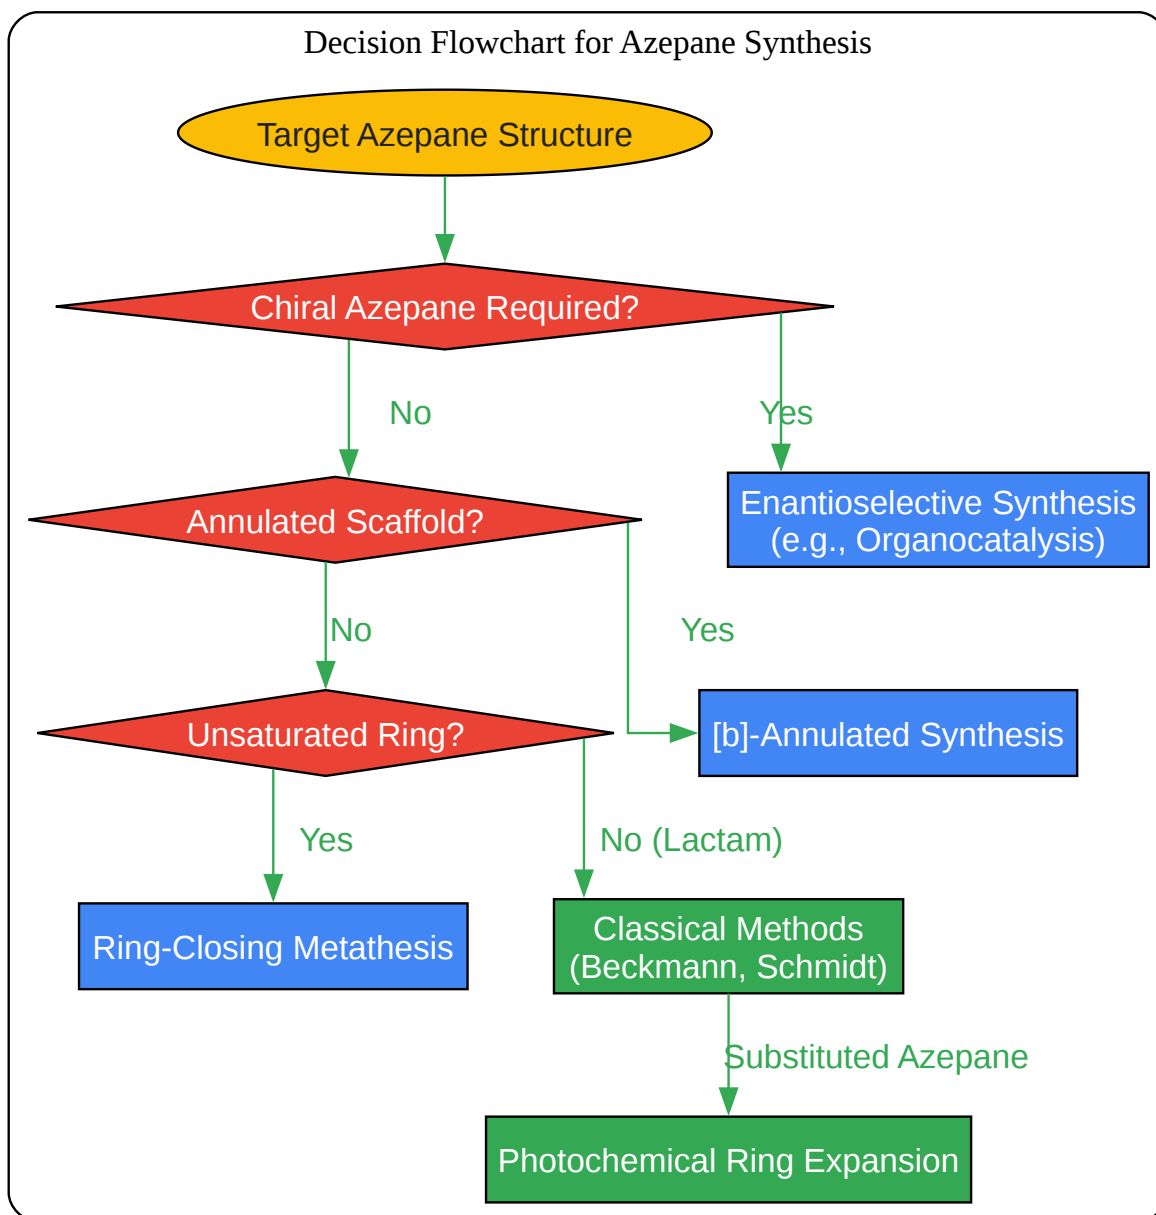 Decision Flowchart for Azepane Synthesis
Target Azepane Structure
Chiral Azepane Required?
No
Yes
Annulated Scaffold?
Enantioselective Synthesis
(e.g., Organocatalysis)
No
Yes
Unsaturated Ring?
[b]-Annulated Synthesis
Yes
No (Lactam)
Ring-Closing Metathesis
Classical Methods
(Beckmann, Schmidt)
Substituted Azepane
Photochemical Ring Expansion